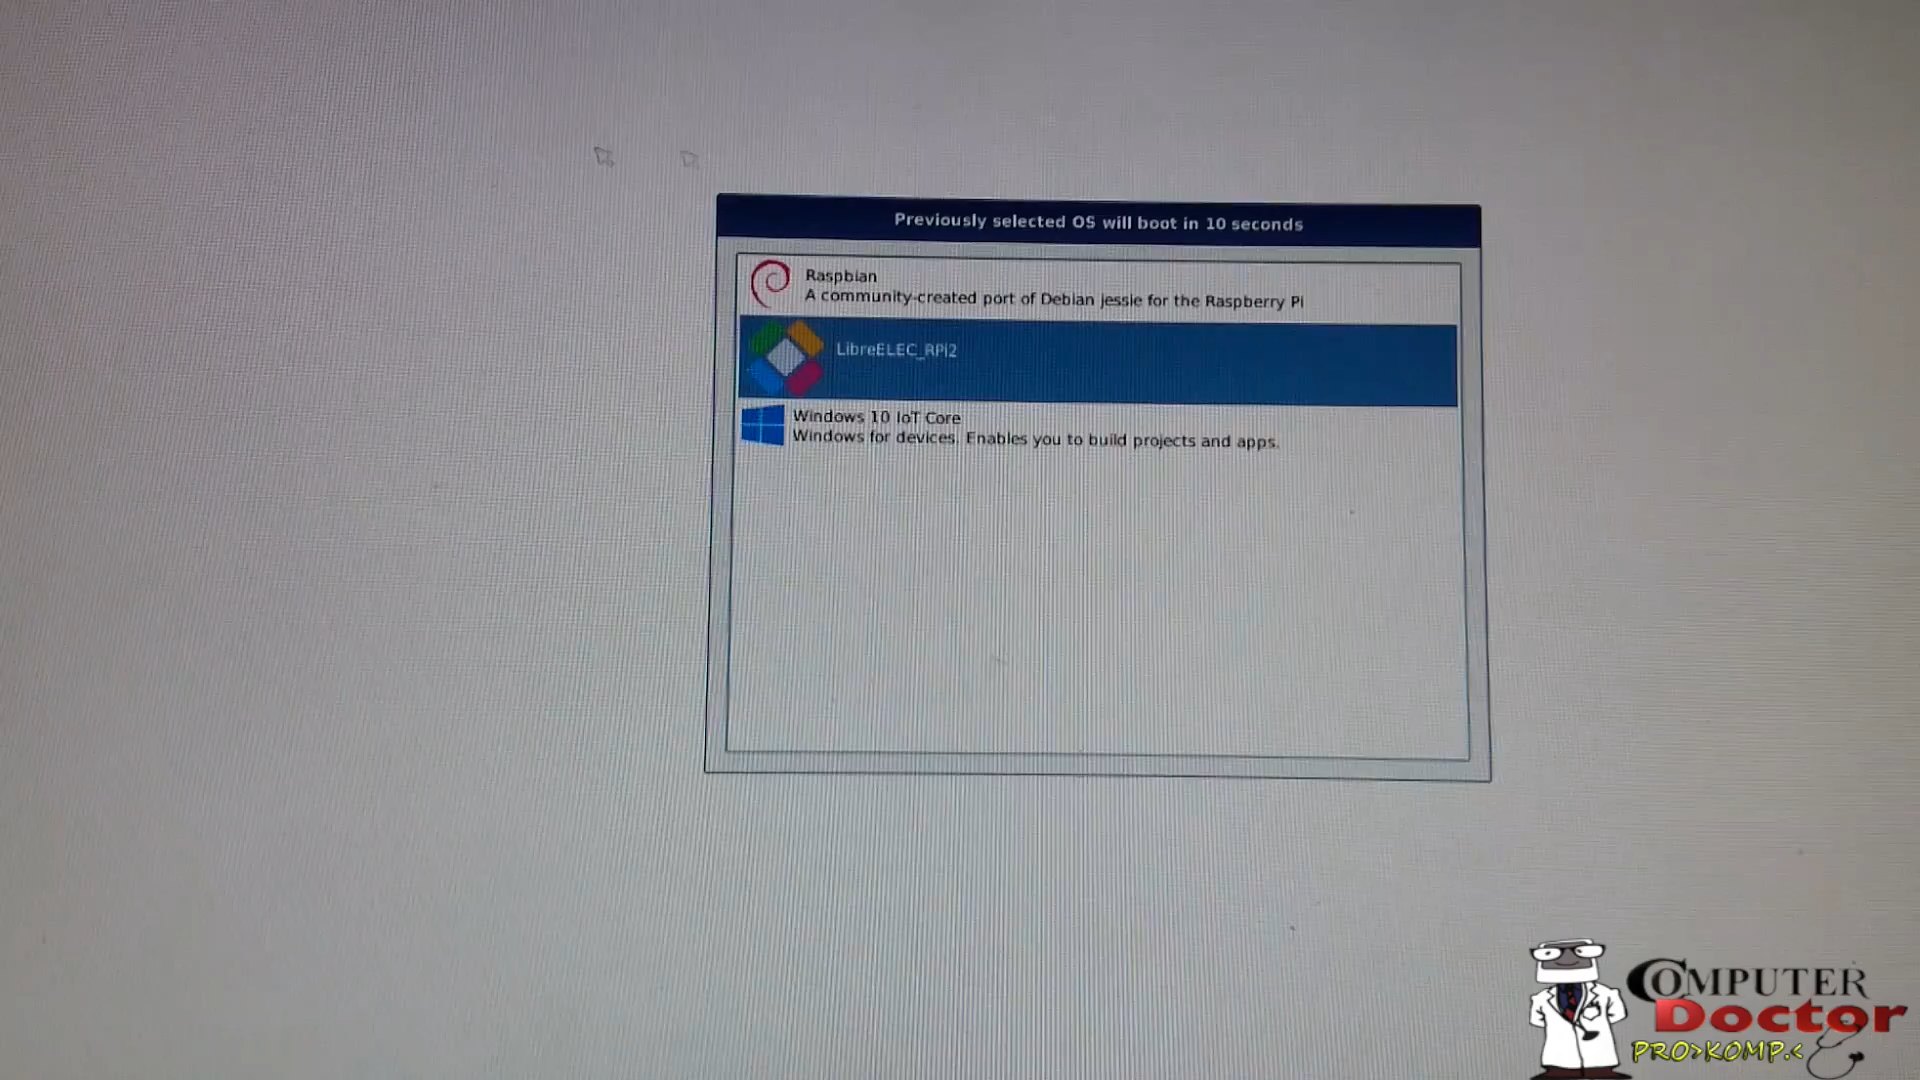 Previously selected OS will boot in 10 seconds
Raspbian
A community-created port of Debian jessie for the Raspberry Pi
LibreELEC_RPi2
Windows 10 IoT Core
Windows for devices. Enables you to build projects and apps.
COMPUTER
Doctor
PRO>KOMP.<